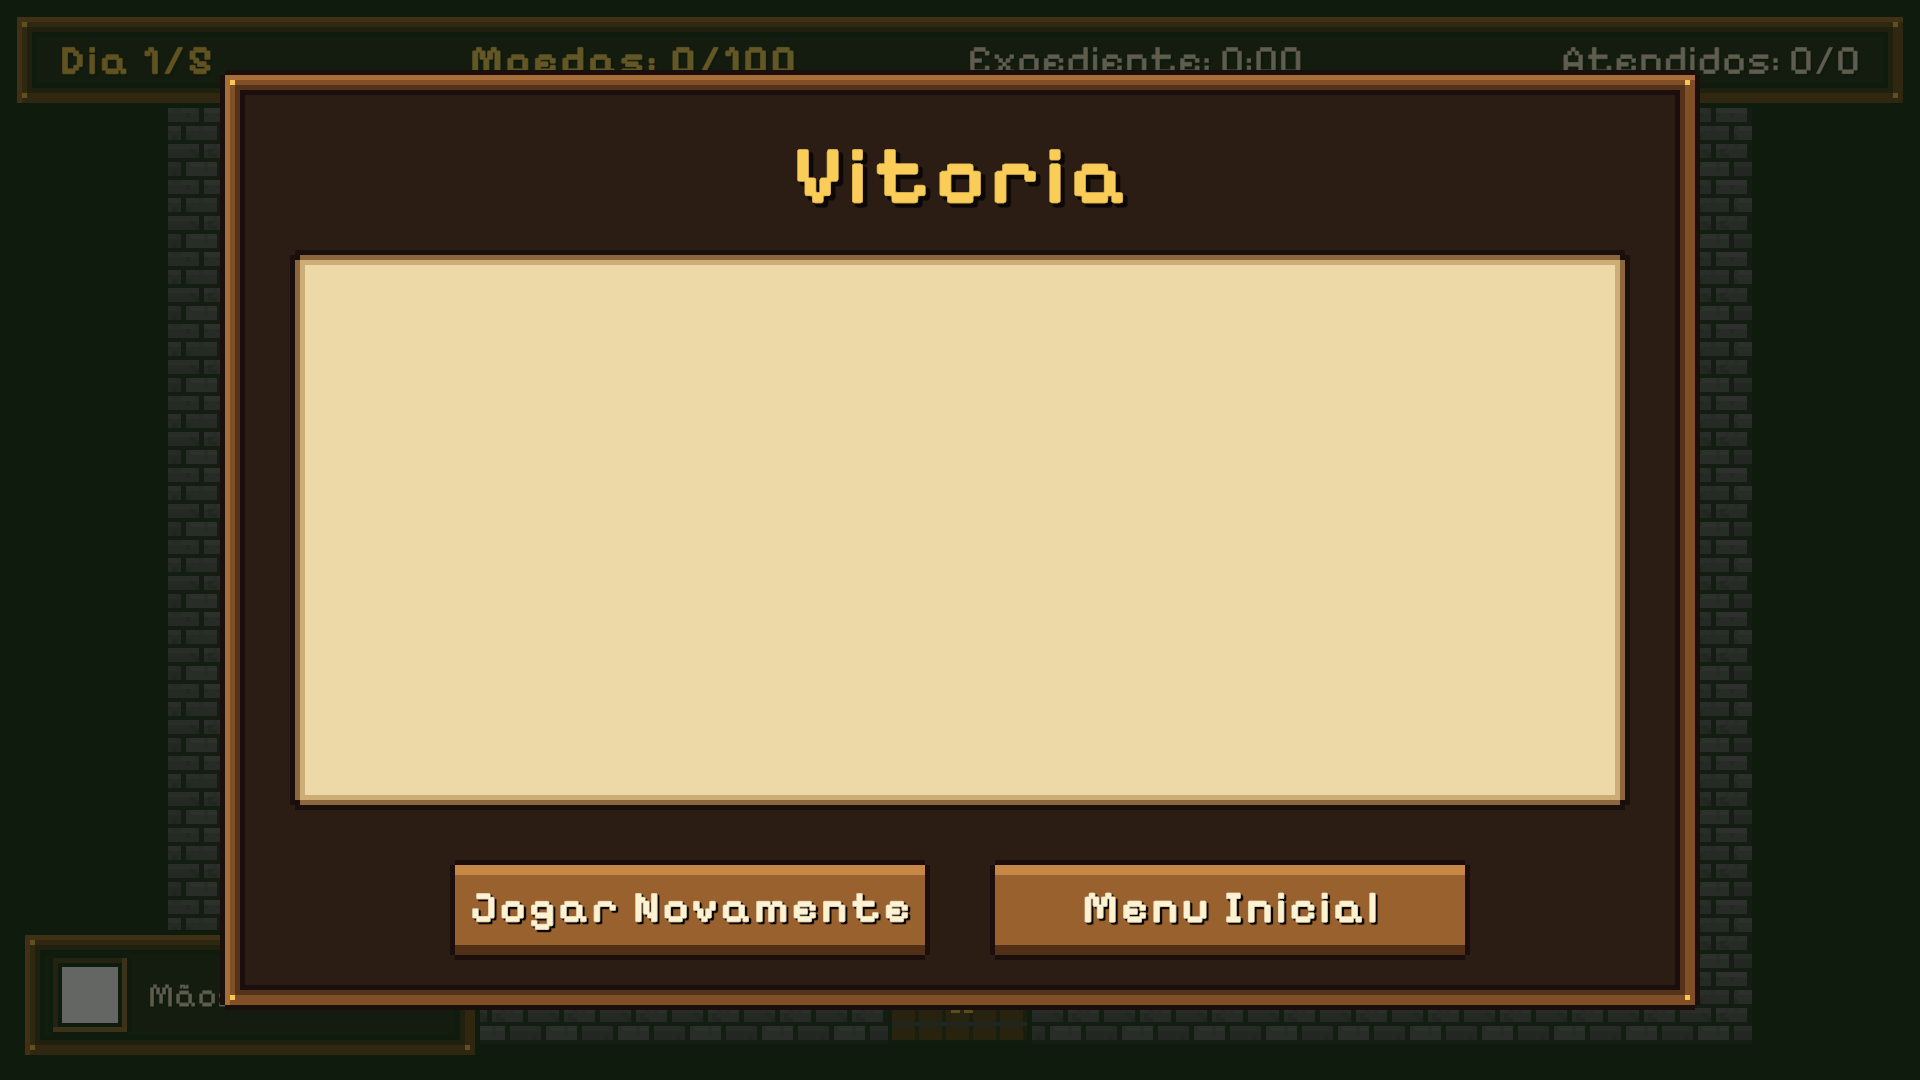 Dia 1/8
Moedas: 0/100
Expediente: 0:00
Atendidos: 0/0
Vitoria
Jogar Novamente
Menu Inicial